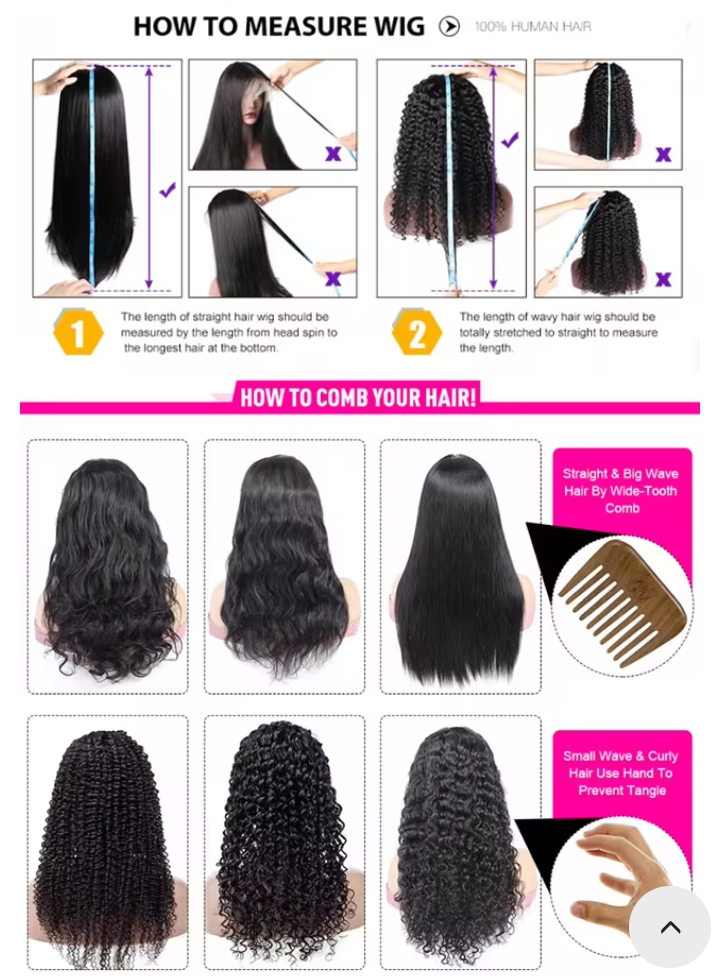 HOW TO MEASURE WIG 100% HUMAN HAIR
1
The length of straight hair wig should be
measured by the length from head spin to
the longest hair at the bottom.
2
The length of wavy hair wig should be
totally stretched to straight to measure
the length.
HOW TO COMB YOUR HAIR!
Straight & Big Wave
Hair By Wide-Tooth
Comb
Small Wave & Curly
Hair Use Hand To
Prevent Tangle